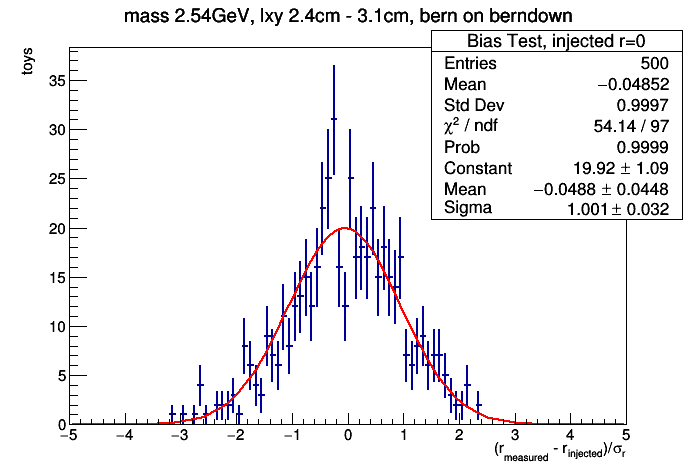 mass 2.54GeV, lxy 2.4cm - 3.1cm, bern on berndown
toys
Bias Test, injected r=0
Entries 500
Mean −0.04852
Std Dev 0.9997
χ² / ndf 54.14 / 97
Prob 0.9999
Constant 19.92 ± 1.09
Mean −0.0488 ± 0.0448
Sigma 1.001 ± 0.032
35
30
25
20
15
10
5
0
−5 −4 −3 −2 −1 0 1 2 3 4 5
(r_measured - r_injected)/σ_r